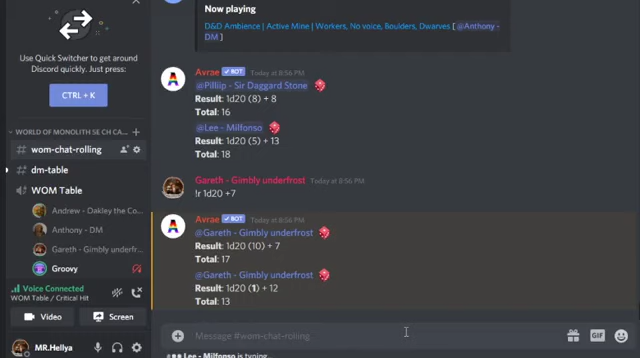 Now playing
D&D Ambience | Active Mine | Workers, No voice, Boulders, Dwarves [ @Anthony - DM ]
Use Quick Switcher to get around
Discord quickly. Just press:
CTRL + K
WORLD OF MONOLITH SE CH CA...
# wom-chat-rolling
# dm-table
WOM Table
Andrew - Oakley the Co...
Anthony - DM
Gareth - Gimbly underfr...
Groovy
Voice Connected
WOM Table / Critical Hit
Video
Screen
MR.Hellya
Avrae BOT Today at 8:56 PM
@Pilliip - Sir Daggard Stone
Result: 1d20 (8) + 8
Total: 16
@Lee - Milfonso
Result: 1d20 (5) + 13
Total: 18
Gareth - Gimbly underfrost Today at 8:56 PM
!r 1d20 +7
Avrae BOT Today at 8:56 PM
@Gareth - Gimbly underfrost
Result: 1d20 (10) + 7
Total: 17
@Gareth - Gimbly underfrost
Result: 1d20 (1) + 12
Total: 13
Message #wom-chat-rolling
GIF
Lee - Milfonso is typing...